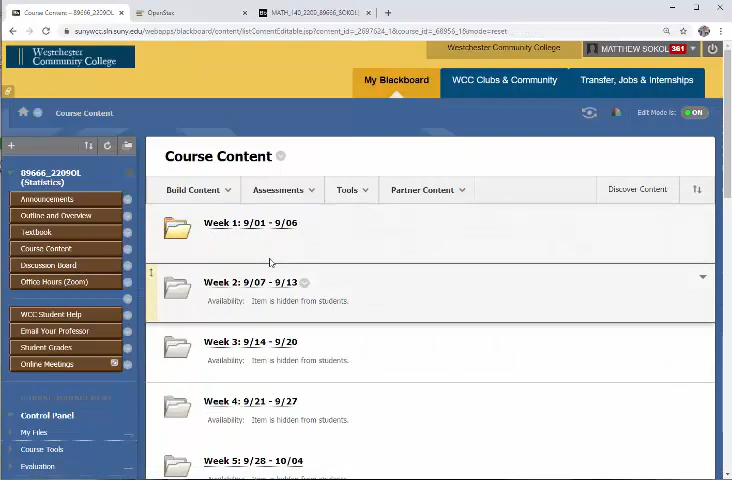 Course Content – 89666_2209OL
OpenStax
MATH_140_2209_89666_SOKOL
sunywcc.sln.suny.edu/webapps/blackboard/content/listContentEditable.jsp?content_id=_2697624_1&course_id=_68956_1&mode=reset
Westchester
Community College
Westchester Community College
MATTHEW SOKOL 361
My Blackboard
WCC Clubs & Community
Transfer, Jobs & Internships
Course Content
Edit Mode is: ON
89666_2209OL
(Statistics)
Announcements
Outline and Overview
Textbook
Course Content
Discussion Board
Office Hours (Zoom)
WCC Student Help
Email Your Professor
Student Grades
Online Meetings
Control Panel
My Files
Course Tools
Evaluation
Course Content
Build Content
Assessments
Tools
Partner Content
Discover Content
Week 1: 9/01 - 9/06
Week 2: 9/07 - 9/13
Availability: Item is hidden from students.
Week 3: 9/14 - 9/20
Availability: Item is hidden from students.
Week 4: 9/21 - 9/27
Availability: Item is hidden from students.
Week 5: 9/28 - 10/04